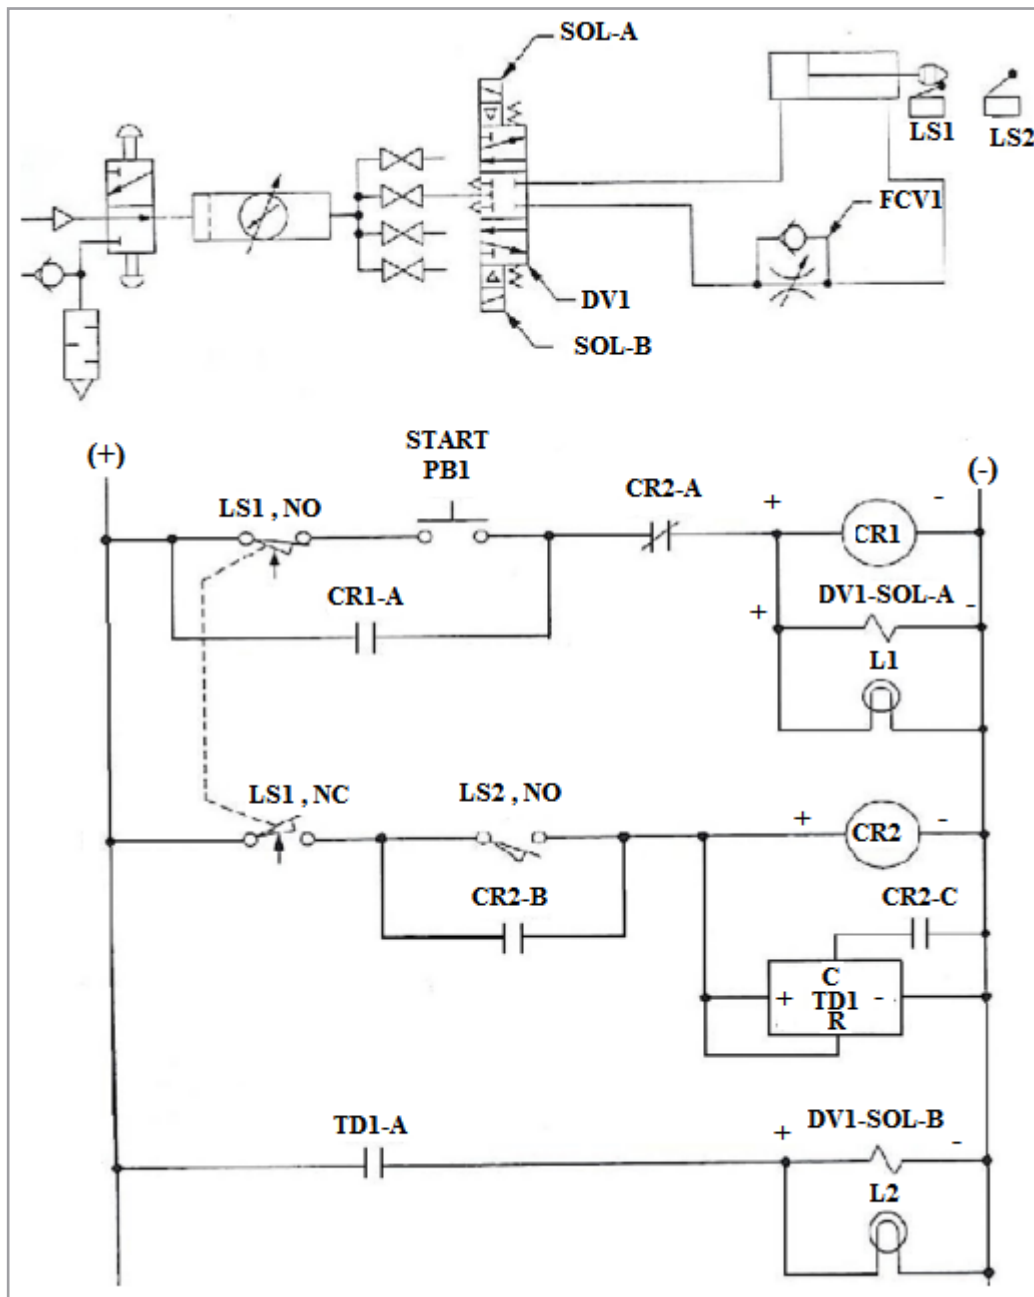 SOL-A
LS1
LS2
FCV1
DV1
SOL-B
(+)
START
PB1
(-)
LS1 , NO
CR2-A
+
-
CR1
CR1-A
DV1-SOL-A
+
-
L1
LS1 , NC
LS2 , NO
+
-
CR2
CR2-B
CR2-C
C
+ TD1 -
R
TD1-A
DV1-SOL-B
+
-
L2